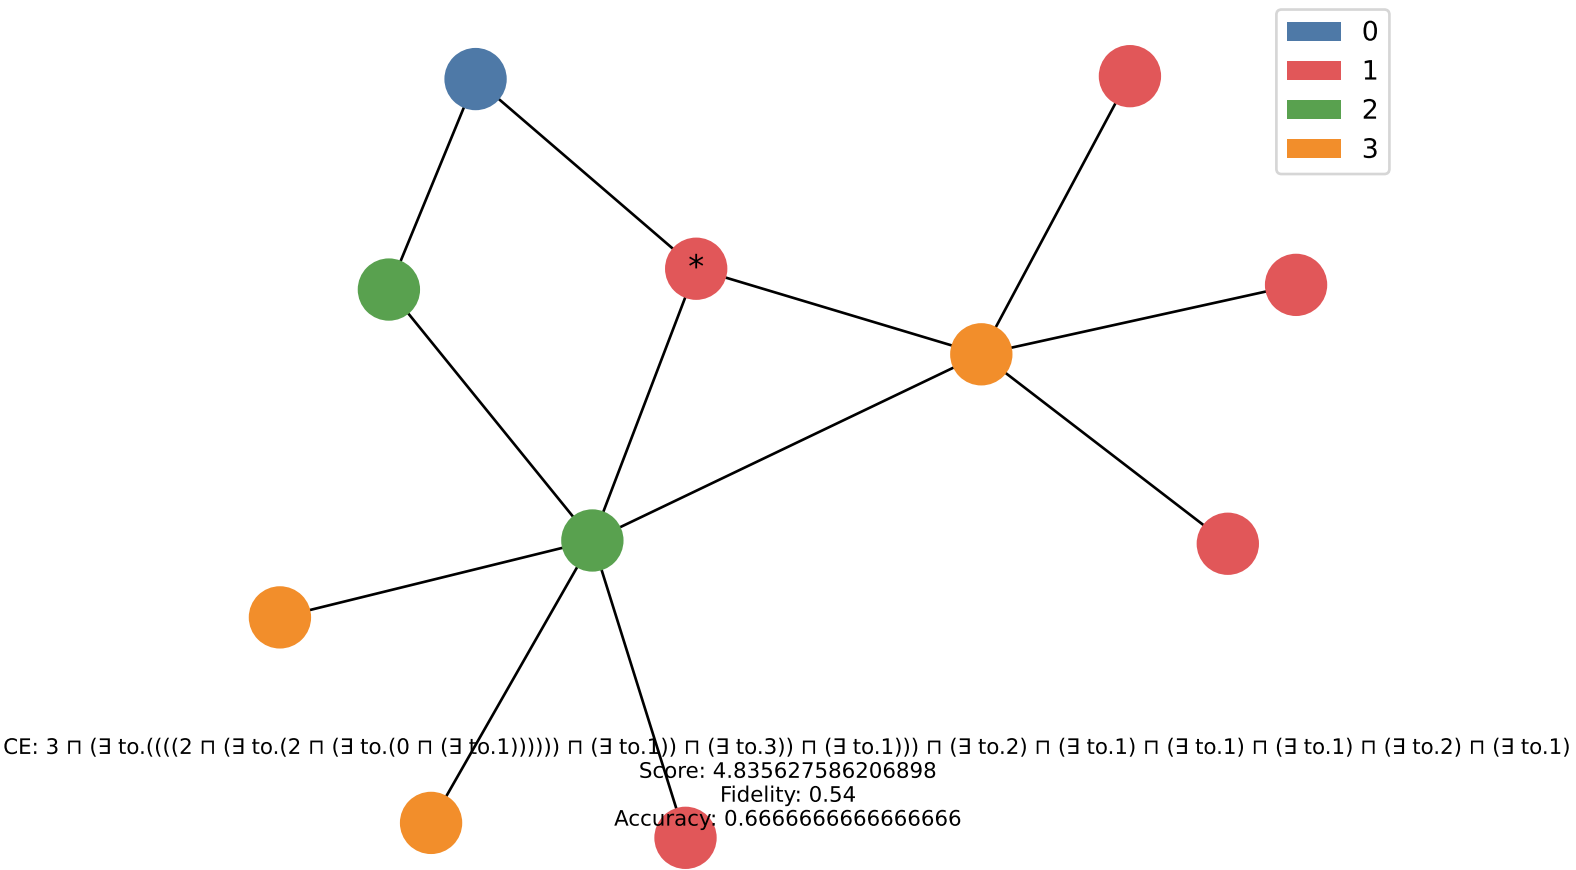 0
1
2
3
*
CE: 3 ⊓ (∃ to.((((2 ⊓ (∃ to.(2 ⊓ (∃ to.(0 ⊓ (∃ to.1)))))) ⊓ (∃ to.1)) ⊓ (∃ to.3)) ⊓ (∃ to.1))) ⊓ (∃ to.2) ⊓ (∃ to.1) ⊓ (∃ to.1) ⊓ (∃ to.1) ⊓ (∃ to.2) ⊓ (∃ to.1)
Score: 4.835627586206898
Fidelity: 0.54
Accuracy: 0.6666666666666666